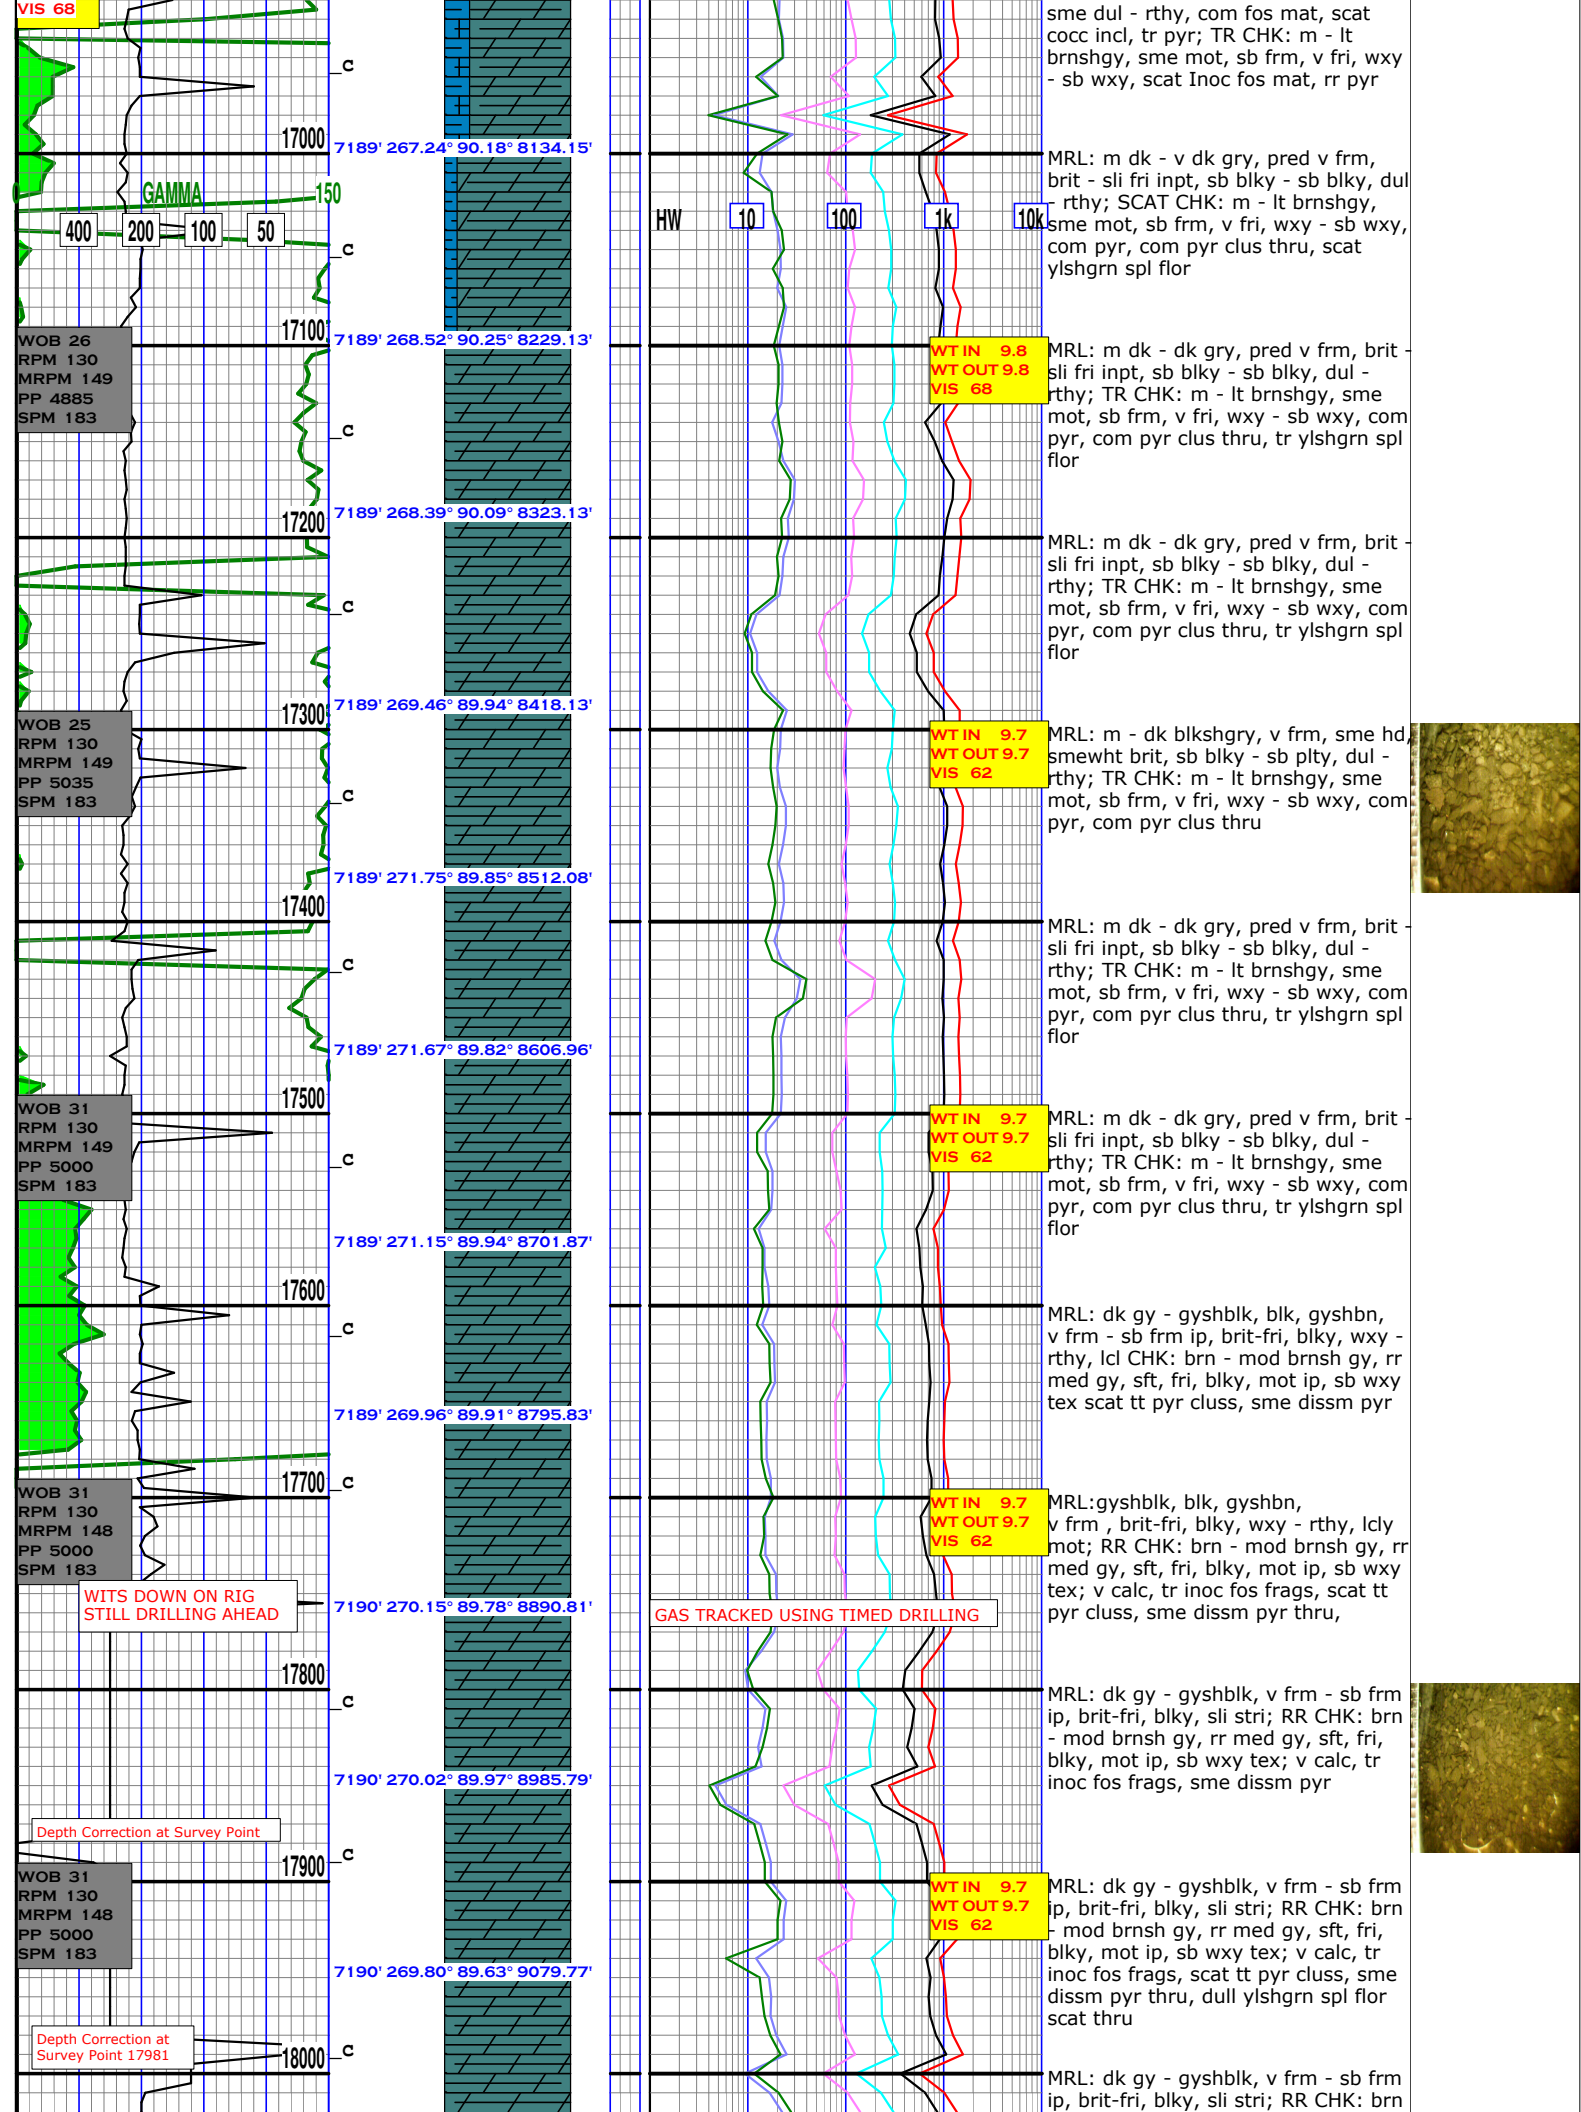 VIS 68
sme dul - rthy, com fos mat, scat
cocc incl, tr pyr; TR CHK: m - lt
brnshgy, sme mot, sb frm, v fri, wxy
- sb wxy, scat Inoc fos mat, rr pyr
C
17000
7189' 267.24° 90.18° 8134.15'
MRL: m dk - v dk gry, pred v frm,
brit - sli fri inpt, sb blky - sb blky, dul
- rthy; SCAT CHK: m - lt brnshgy,
sme mot, sb frm, v fri, wxy - sb wxy,
com pyr, com pyr clus thru, scat
ylshgrn spl flor
0 GAMMA 150
400 200 100 50
HW 10 100 1k 10k
C
17100
7189' 268.52° 90.25° 8229.13'
WOB 26
RPM 130
MRPM 149
PP 4885
SPM 183
WT IN 9.8
WT OUT 9.8
VIS 68
MRL: m dk - dk gry, pred v frm, brit -
sli fri inpt, sb blky - sb blky, dul -
rthy; TR CHK: m - lt brnshgy, sme
mot, sb frm, v fri, wxy - sb wxy, com
pyr, com pyr clus thru, tr ylshgrn spl
flor
C
17200
7189' 268.39° 90.09° 8323.13'
MRL: m dk - dk gry, pred v frm, brit -
sli fri inpt, sb blky - sb blky, dul -
rthy; TR CHK: m - lt brnshgy, sme
mot, sb frm, v fri, wxy - sb wxy, com
pyr, com pyr clus thru, tr ylshgrn spl
flor
C
17300
7189' 269.46° 89.94° 8418.13'
WOB 25
RPM 130
MRPM 149
PP 5035
SPM 183
WT IN 9.7
WT OUT 9.7
VIS 62
MRL: m - dk blkshgry, v frm, sme hd,
smewht brit, sb blky - sb plty, dul -
rthy; TR CHK: m - lt brnshgy, sme
mot, sb frm, v fri, wxy - sb wxy, com
pyr, com pyr clus thru
C
17400
7189' 271.75° 89.85° 8512.08'
MRL: m dk - dk gry, pred v frm, brit -
sli fri inpt, sb blky - sb blky, dul -
rthy; TR CHK: m - lt brnshgy, sme
mot, sb frm, v fri, wxy - sb wxy, com
pyr, com pyr clus thru, tr ylshgrn spl
flor
C
7189' 271.67° 89.82° 8606.96'
17500
WOB 31
RPM 130
MRPM 149
PP 5000
SPM 183
WT IN 9.7
WT OUT 9.7
VIS 62
MRL: m dk - dk gry, pred v frm, brit -
sli fri inpt, sb blky - sb blky, dul -
rthy; TR CHK: m - lt brnshgy, sme
mot, sb frm, v fri, wxy - sb wxy, com
pyr, com pyr clus thru, tr ylshgrn spl
flor
C
7189' 271.15° 89.94° 8701.87'
17600
C
MRL: dk gy - gyshblk, blk, gyshbn,
v frm - sb frm ip, brit-fri, blky, wxy -
rthy, lcl CHK: brn - mod brnsh gy, rr
med gy, sft, fri, blky, mot ip, sb wxy
tex scat tt pyr cluss, sme dissm pyr
7189' 269.96° 89.91° 8795.83'
17700
C
WOB 31
RPM 130
MRPM 148
PP 5000
SPM 183
WT IN 9.7
WT OUT 9.7
VIS 62
MRL:gyshblk, blk, gyshbn,
v frm , brit-fri, blky, wxy - rthy, lcly
mot; RR CHK: brn - mod brnsh gy, rr
med gy, sft, fri, blky, mot ip, sb wxy
tex; v calc, tr inoc fos frags, scat tt
pyr cluss, sme dissm pyr thru,
WITS DOWN ON RIG
STILL DRILLING AHEAD
7190' 270.15° 89.78° 8890.81'
GAS TRACKED USING TIMED DRILLING
17800
C
MRL: dk gy - gyshblk, v frm - sb frm
ip, brit-fri, blky, sli stri; RR CHK: brn
- mod brnsh gy, rr med gy, sft, fri,
blky, mot ip, sb wxy tex; v calc, tr
inoc fos frags, sme dissm pyr
7190' 270.02° 89.97° 8985.79'
Depth Correction at Survey Point
17900
C
WOB 31
RPM 130
MRPM 148
PP 5000
SPM 183
WT IN 9.7
WT OUT 9.7
VIS 62
MRL: dk gy - gyshblk, v frm - sb frm
ip, brit-fri, blky, sli stri; RR CHK: brn
- mod brnsh gy, rr med gy, sft, fri,
blky, mot ip, sb wxy tex; v calc, tr
inoc fos frags, scat tt pyr cluss, sme
dissm pyr thru, dull ylshgrn spl flor
scat thru
7190' 269.80° 89.63° 9079.77'
Depth Correction at
Survey Point 17981
18000
C
MRL: dk gy - gyshblk, v frm - sb frm
ip, brit-fri, blky, sli stri; RR CHK: brn